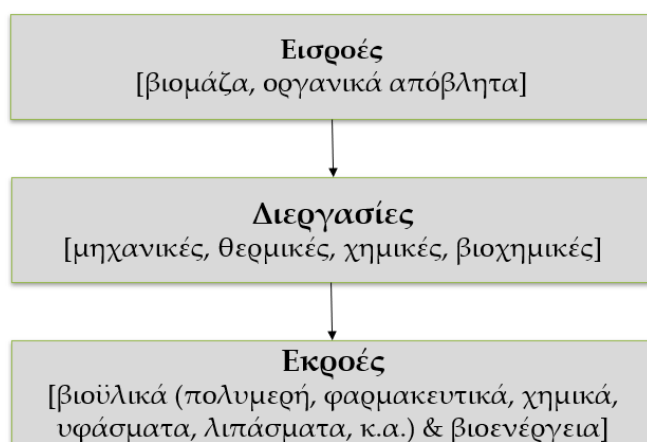 Εισροές
[βιομάζα, οργανικά απόβλητα]
Διεργασίες
[μηχανικές, θερμικές, χημικές, βιοχημικές]
Εκροές
[βιοϋλικά (πολυμερή, φαρμακευτικά, χημικά,
υφάσματα, λιπάσματα, κ.α.) & βιοενέργεια]